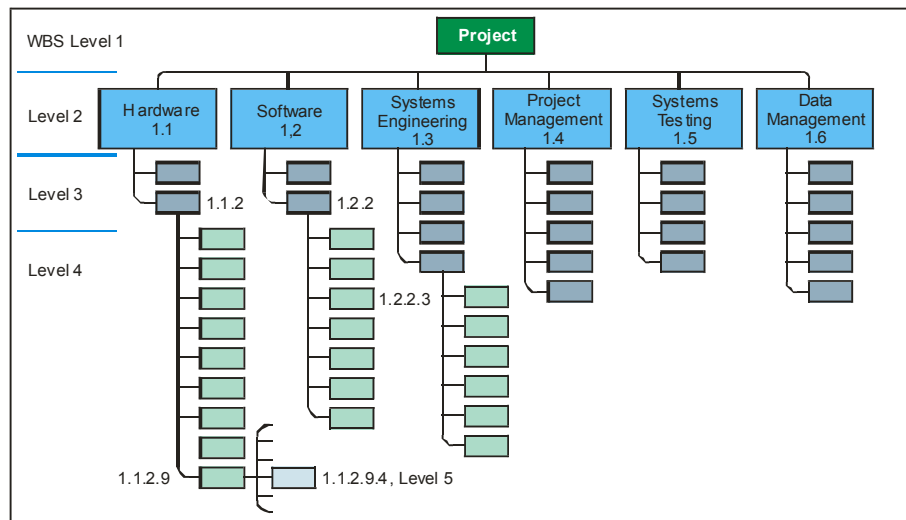 WBS Level 1
Project
Level 2
Hardware
1.1
Software
1,2
Systems
Engineering
1.3
Project
Management
1.4
Systems
Testing
1.5
Data
Management
1.6
Level 3
1.1.2
1.2.2
Level 4
1.2.2.3
1.1.2.9
1.1.2.9.4, Level 5